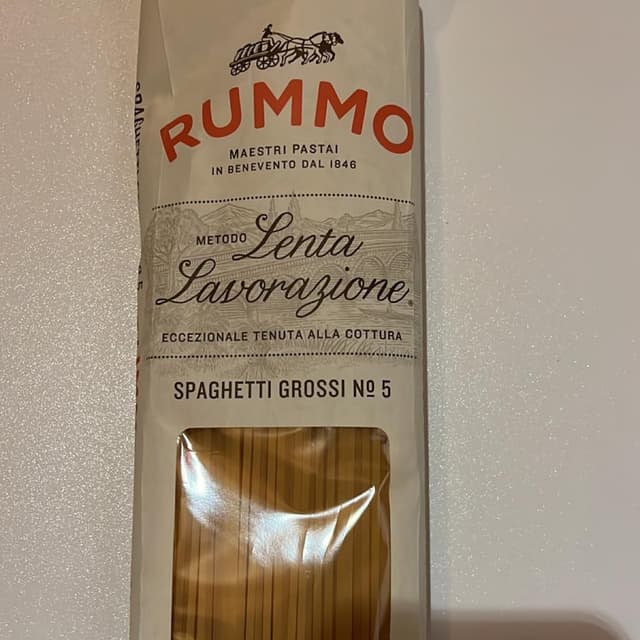 RUMMO
MAESTRI PASTAI
IN BENEVENTO DAL 1846
METODO Lenta
Lavorazione®
ECCEZIONALE TENUTA ALLA COTTURA
SPAGHETTI GROSSI Nº 5